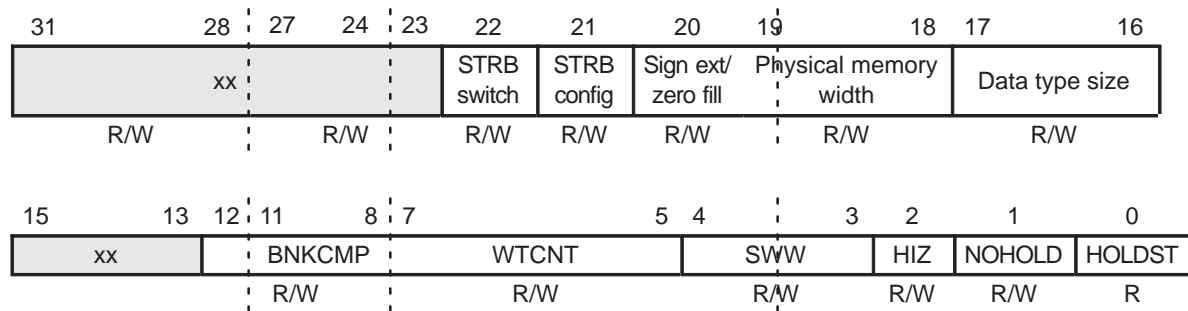 31 28 27 24 23 22 21 20 19 18 17 16
xx STRB switch STRB config Sign ext/ zero fill Physical memory width Data type size
R/W R/W R/W R/W R/W R/W R/W
15 13 12 11 8 7 5 4 3 2 1 0
xx BNKCMP WTCNT SWW HIZ NOHOLD HOLDST
R/W R/W R/W R/W R/W R